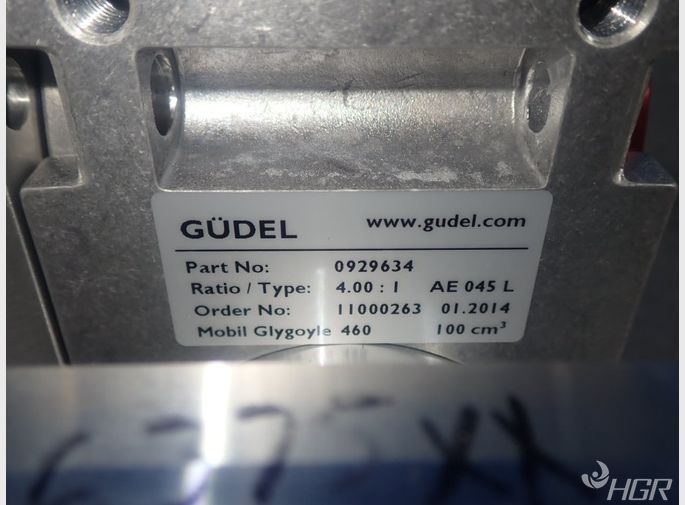 GÜDEL www.gudel.com
Part No: 0929634
Ratio / Type: 4.00 : 1 AE 045 L
Order No: 11000263 01.2014
Mobil Glygoyle 460 100 cm³
HGR